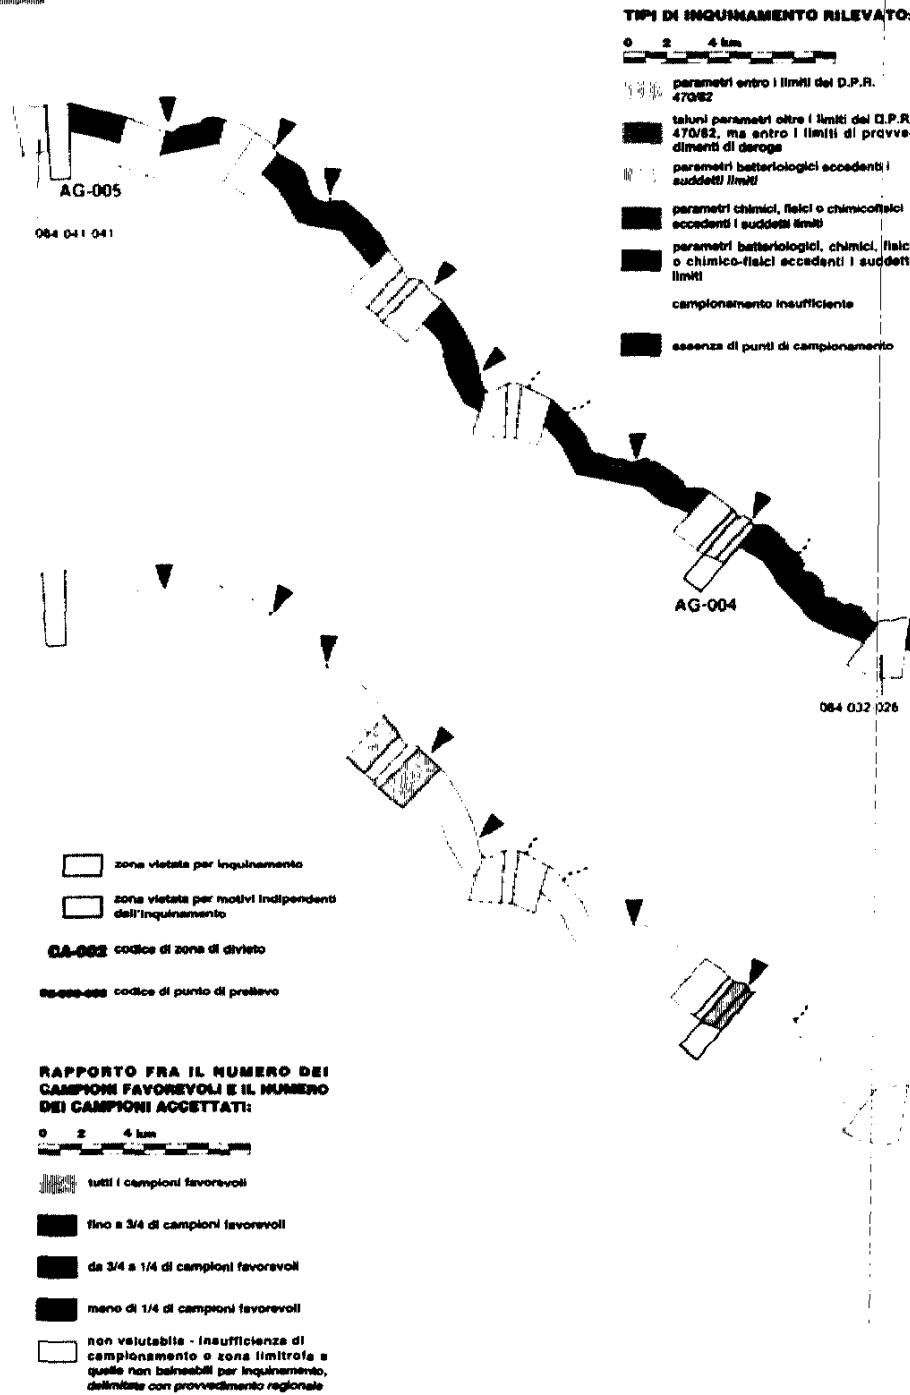 TIPI DI INQUINAMENTO RILEVATO:
0 2 4 km
parametri entro i limiti del D.P.R.
470/82
taluni parametri oltre i limiti del D.P.R.
470/82, ma entro i limiti di provve-
dimenti di deroga
parametri batteriologici eccedenti i
suddetti limiti
parametri chimici, fisici o chimicofisici
eccedenti i suddetti limiti
parametri batteriologici, chimici, fisic
o chimico-fisici eccedenti i suddett
limiti
campionamento insufficiente
assenza di punti di campionamento
AG-005
084 041 041
AG-004
084 032 026
zona vietata per inquinamento
zona vietata per motivi indipendenti
dall'inquinamento
CA-002 codice di zona di divieto
codice di punto di prelievo
RAPPORTO FRA IL NUMERO DEI
CAMPIONI FAVOREVOLI E IL NUMERO
DEI CAMPIONI ACCETTATI:
0 2 4 km
tutti i campioni favorevoli
fino a 3/4 di campioni favorevoli
da 3/4 a 1/4 di campioni favorevoli
meno di 1/4 di campioni favorevoli
non valutabile - insufficienza di
campionamento o zona limitrofa a
quelle non balneabili per inquinamento,
delimitate con provvedimento regionale